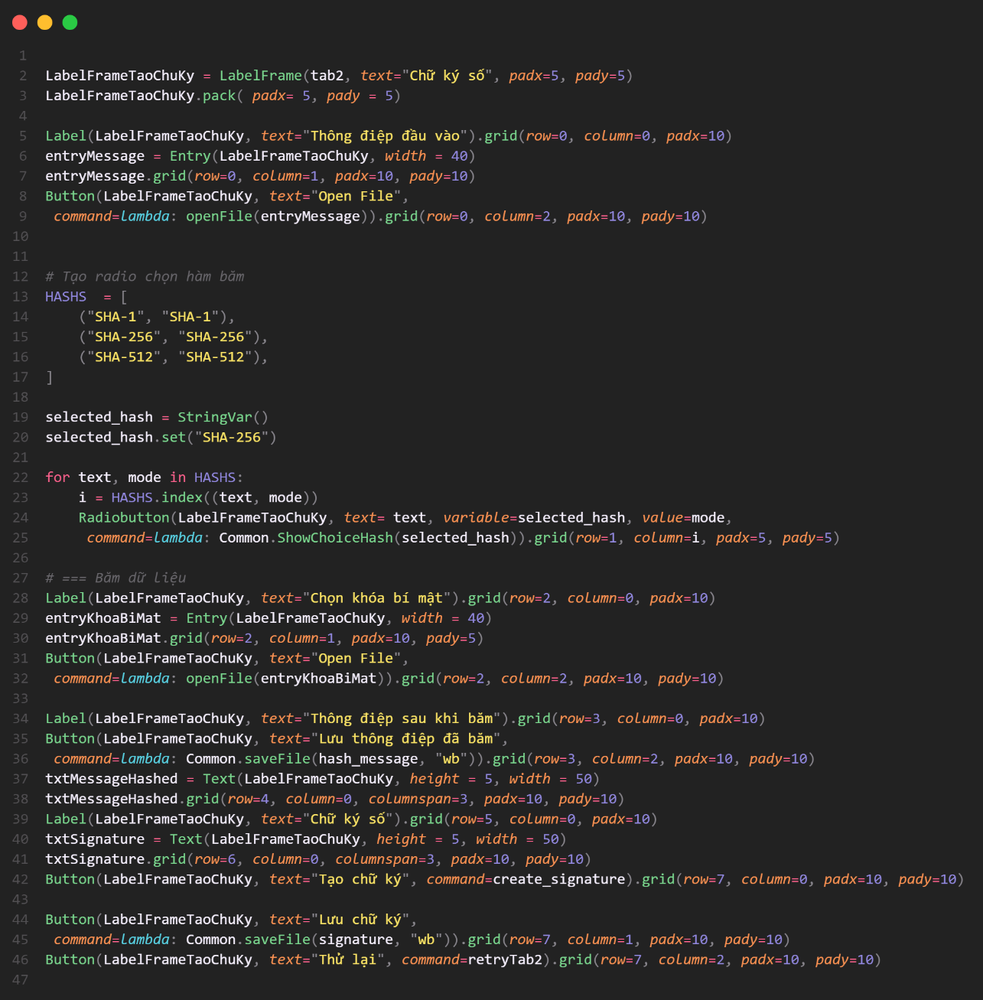 1
2 LabelFrameTaoChuKy = LabelFrame(tab2, text="Chữ ký số", padx=5, pady=5)
3 LabelFrameTaoChuKy.pack( padx= 5, pady = 5)
4
5 Label(LabelFrameTaoChuKy, text="Thông điệp đầu vào").grid(row=0, column=0, padx=10)
6 entryMessage = Entry(LabelFrameTaoChuKy, width = 40)
7 entryMessage.grid(row=0, column=1, padx=10, pady=10)
8 Button(LabelFrameTaoChuKy, text="Open File",
9  command=lambda: openFile(entryMessage)).grid(row=0, column=2, padx=10, pady=10)
10
11
12 # Tạo radio chọn hàm băm
13 HASHS  = [
14     ("SHA-1", "SHA-1"),
15     ("SHA-256", "SHA-256"),
16     ("SHA-512", "SHA-512"),
17 ]
18
19 selected_hash = StringVar()
20 selected_hash.set("SHA-256")
21
22 for text, mode in HASHS:
23     i = HASHS.index((text, mode))
24     Radiobutton(LabelFrameTaoChuKy, text= text, variable=selected_hash, value=mode,
25      command=lambda: Common.ShowChoiceHash(selected_hash)).grid(row=1, column=i, padx=5, pady=5)
26
27 # === Băm dữ liệu
28 Label(LabelFrameTaoChuKy, text="Chọn khóa bí mật").grid(row=2, column=0, padx=10)
29 entryKhoaBiMat = Entry(LabelFrameTaoChuKy, width = 40)
30 entryKhoaBiMat.grid(row=2, column=1, padx=10, pady=5)
31 Button(LabelFrameTaoChuKy, text="Open File",
32  command=lambda: openFile(entryKhoaBiMat)).grid(row=2, column=2, padx=10, pady=10)
33
34 Label(LabelFrameTaoChuKy, text="Thông điệp sau khi băm").grid(row=3, column=0, padx=10)
35 Button(LabelFrameTaoChuKy, text="Lưu thông điệp đã băm",
36  command=lambda: Common.saveFile(hash_message, "wb")).grid(row=3, column=2, padx=10, pady=10)
37 txtMessageHashed = Text(LabelFrameTaoChuKy, height = 5, width = 50)
38 txtMessageHashed.grid(row=4, column=0, columnspan=3, padx=10, pady=10)
39 Label(LabelFrameTaoChuKy, text="Chữ ký số").grid(row=5, column=0, padx=10)
40 txtSignature = Text(LabelFrameTaoChuKy, height = 5, width = 50)
41 txtSignature.grid(row=6, column=0, columnspan=3, padx=10, pady=10)
42 Button(LabelFrameTaoChuKy, text="Tạo chữ ký", command=create_signature).grid(row=7, column=0, padx=10, pady=10)
43
44 Button(LabelFrameTaoChuKy, text="Lưu chữ ký",
45  command=lambda: Common.saveFile(signature, "wb")).grid(row=7, column=1, padx=10, pady=10)
46 Button(LabelFrameTaoChuKy, text="Thử lại", command=retryTab2).grid(row=7, column=2, padx=10, pady=10)
47